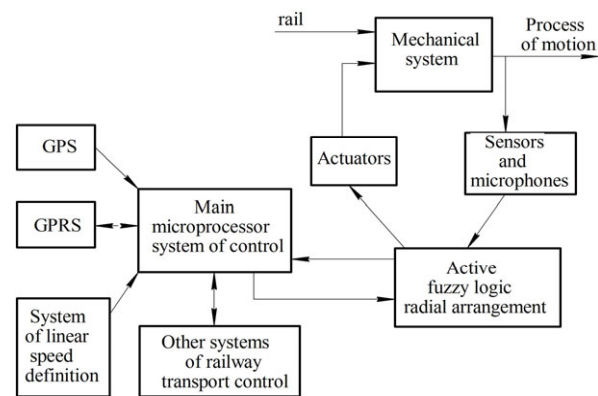 rail
Mechanical
system
Process
of motion
GPS
Actuators
Sensors
and
microphones
GPRS
Main
microprocessor
system of control
Active
fuzzy logic
radial arrangement
System
of linear
speed
definition
Other systems
of railway
transport control